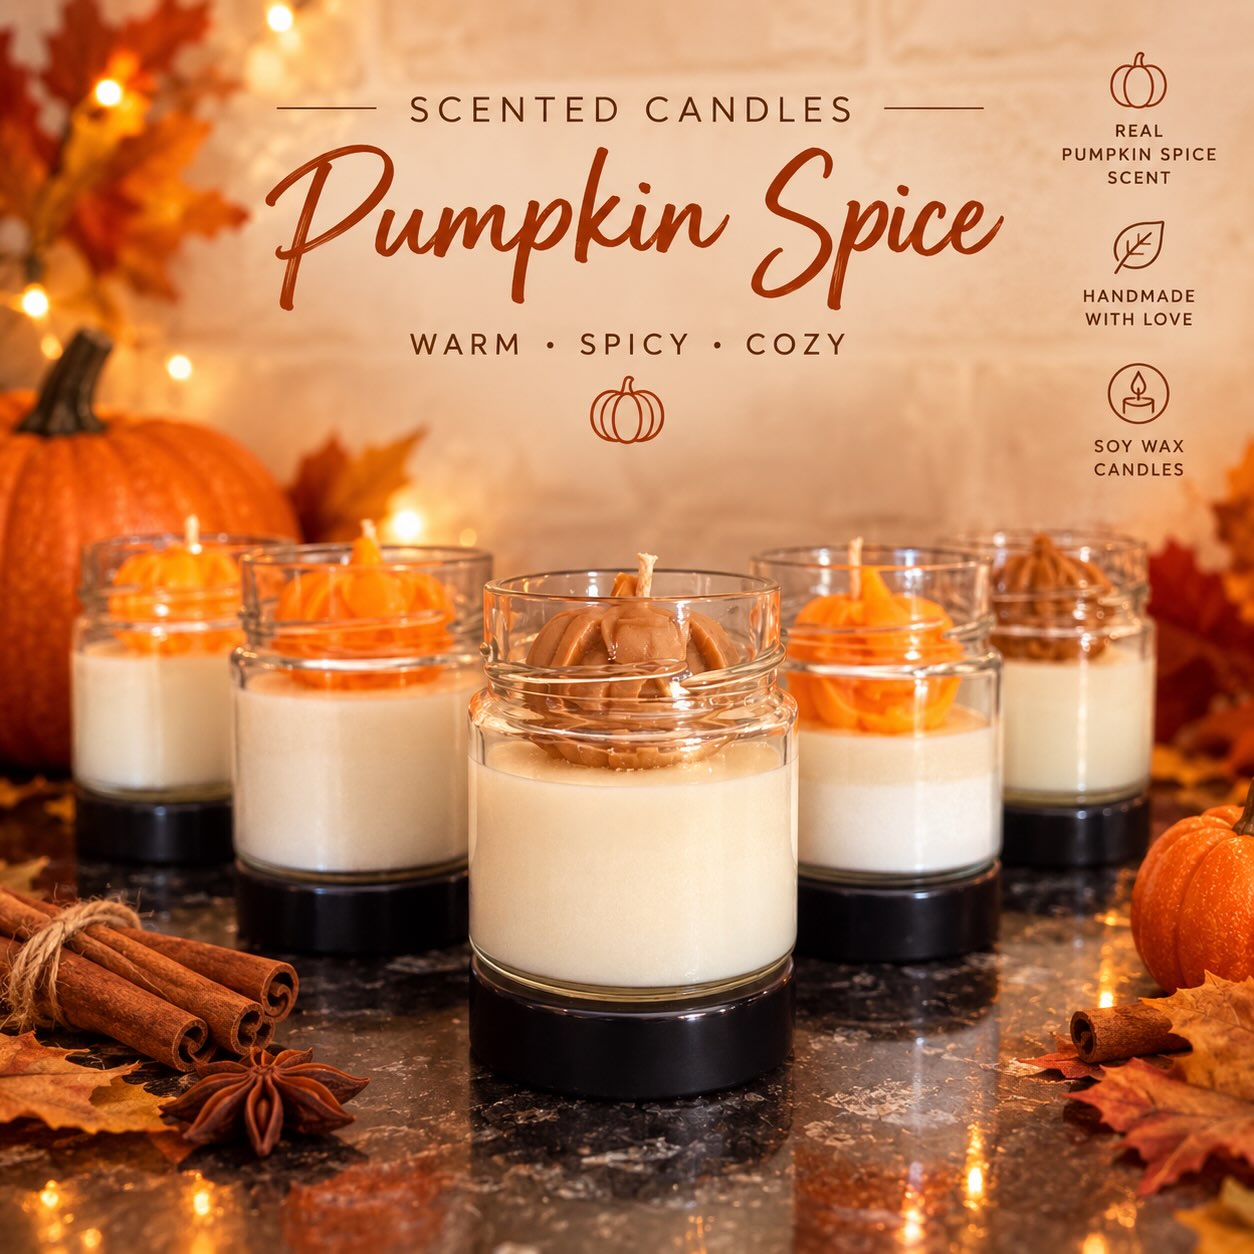 SCENTED CANDLES
Pumpkin Spice
WARM • SPICY • COZY
REAL
PUMPKIN SPICE
SCENT
HANDMADE
WITH LOVE
SOY WAX
CANDLES